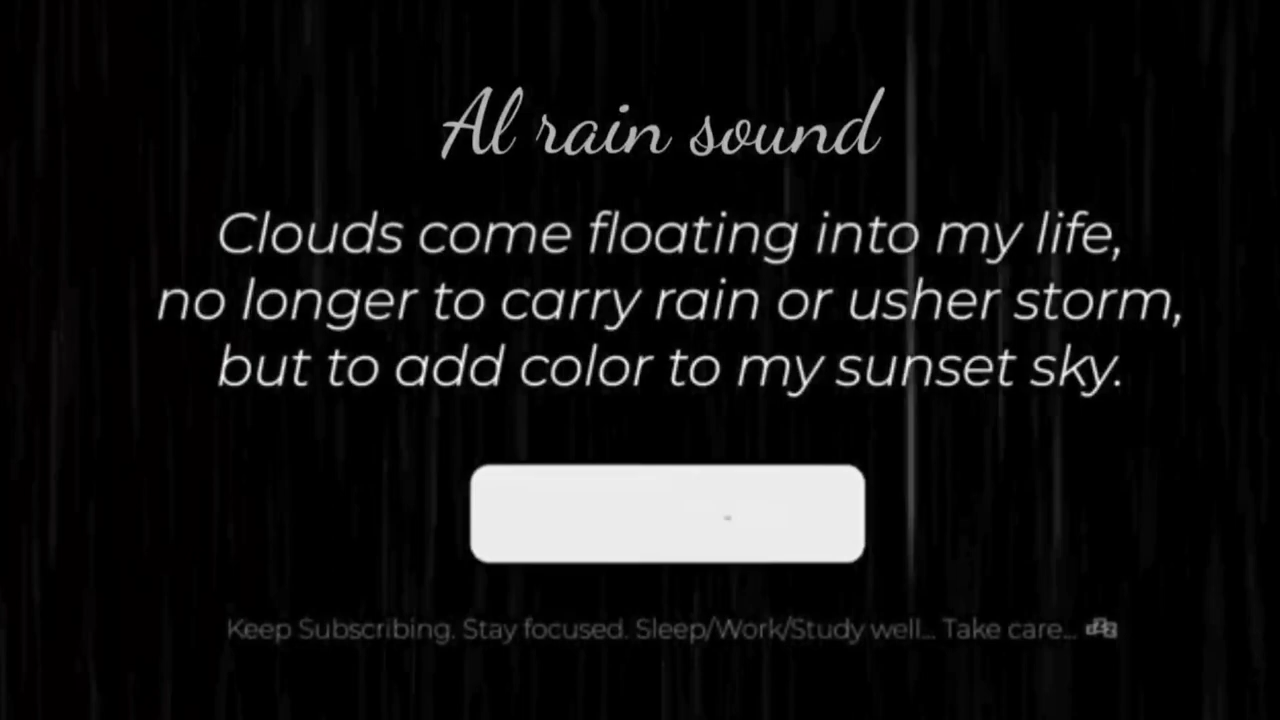 Al rain sound
Clouds come floating into my life,
no longer to carry rain or usher storm,
but to add color to my sunset sky.
Keep Subscribing. Stay focused. Sleep/Work/Study well... Take care...